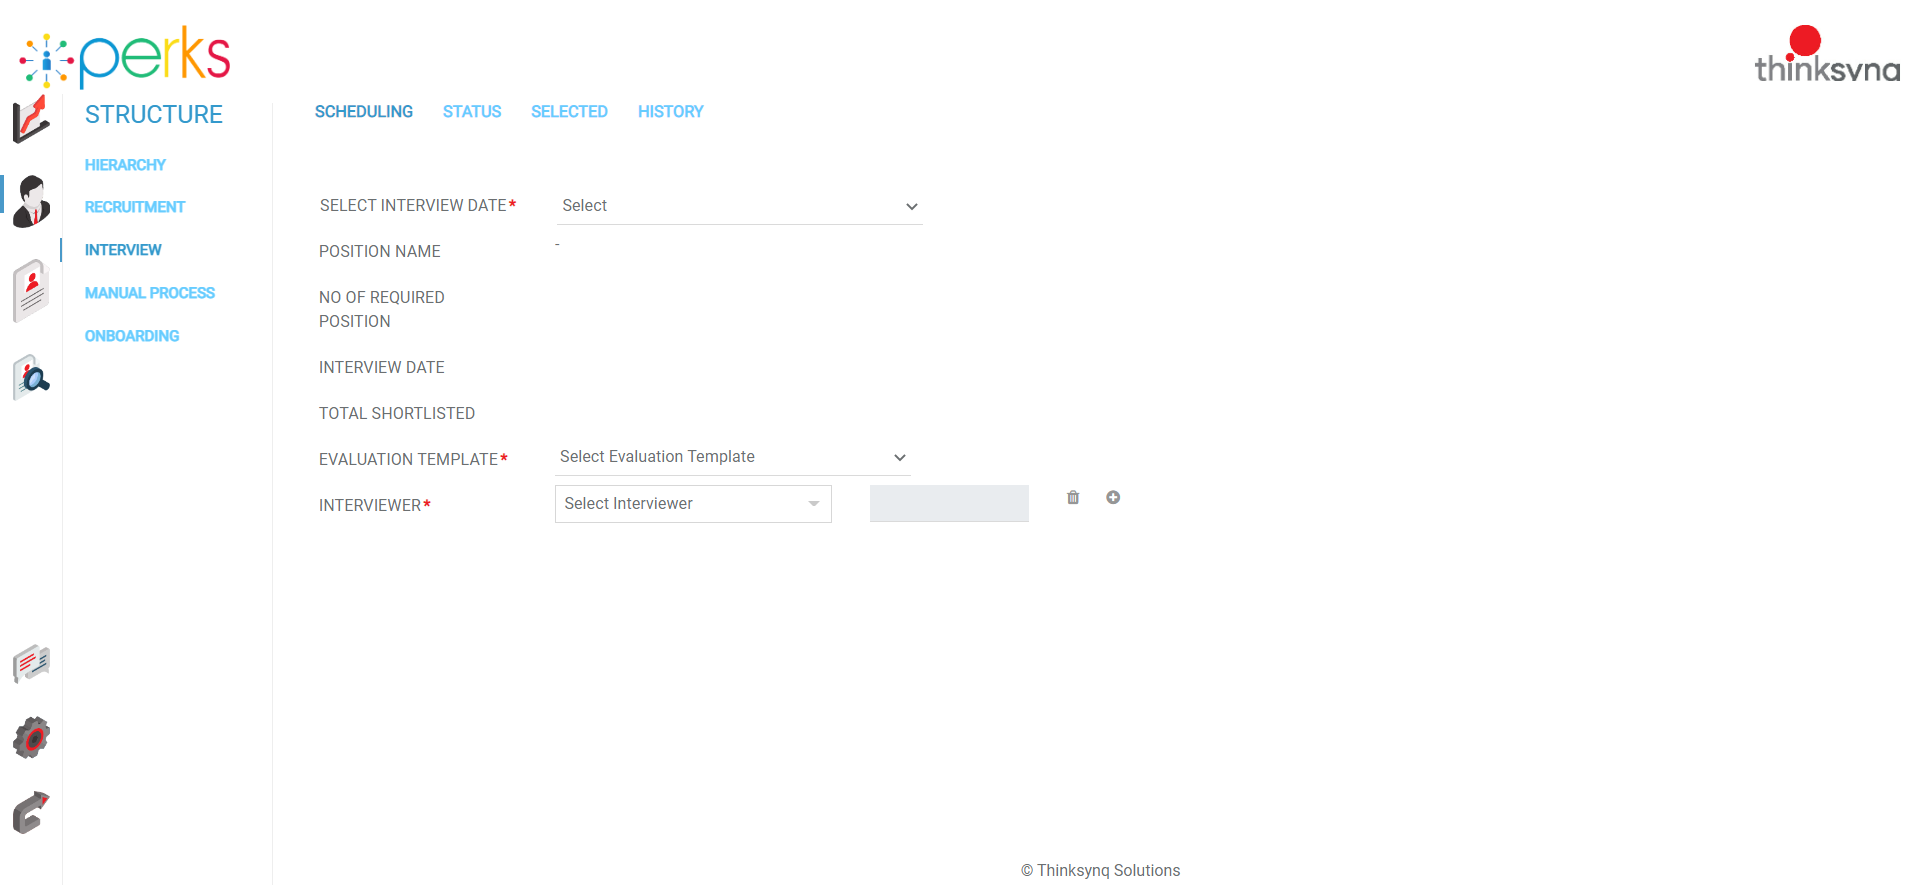 perks
thinksynq
STRUCTURE
HIERARCHY
RECRUITMENT
INTERVIEW
MANUAL PROCESS
ONBOARDING
SCHEDULING STATUS SELECTED HISTORY
SELECT INTERVIEW DATE* Select
POSITION NAME -
NO OF REQUIRED
POSITION
INTERVIEW DATE
TOTAL SHORTLISTED
EVALUATION TEMPLATE* Select Evaluation Template
INTERVIEWER* Select Interviewer
© Thinksynq Solutions